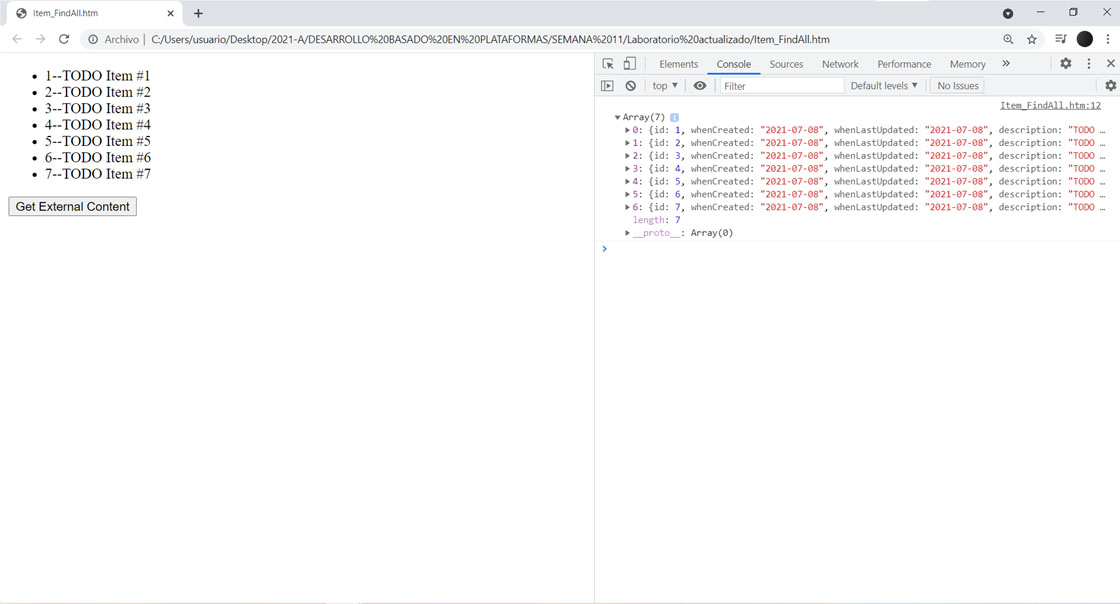 Item_FindAll.htm
Archivo | C:/Users/usuario/Desktop/2021-A/DESARROLLO%20BASADO%20EN%20PLATAFORMAS/SEMANA%2011/Laboratorio%20actualizado/Item_FindAll.htm
1--TODO Item #1
2--TODO Item #2
3--TODO Item #3
4--TODO Item #4
5--TODO Item #5
6--TODO Item #6
7--TODO Item #7
Get External Content
Elements Console Sources Network Performance Memory
top Filter Default levels No Issues
Item_FindAll.htm:12
Array(7)
0: {id: 1, whenCreated: "2021-07-08", whenLastUpdated: "2021-07-08", description: "TODO …
1: {id: 2, whenCreated: "2021-07-08", whenLastUpdated: "2021-07-08", description: "TODO …
2: {id: 3, whenCreated: "2021-07-08", whenLastUpdated: "2021-07-08", description: "TODO …
3: {id: 4, whenCreated: "2021-07-08", whenLastUpdated: "2021-07-08", description: "TODO …
4: {id: 5, whenCreated: "2021-07-08", whenLastUpdated: "2021-07-08", description: "TODO …
5: {id: 6, whenCreated: "2021-07-08", whenLastUpdated: "2021-07-08", description: "TODO …
6: {id: 7, whenCreated: "2021-07-08", whenLastUpdated: "2021-07-08", description: "TODO …
length: 7
__proto__: Array(0)